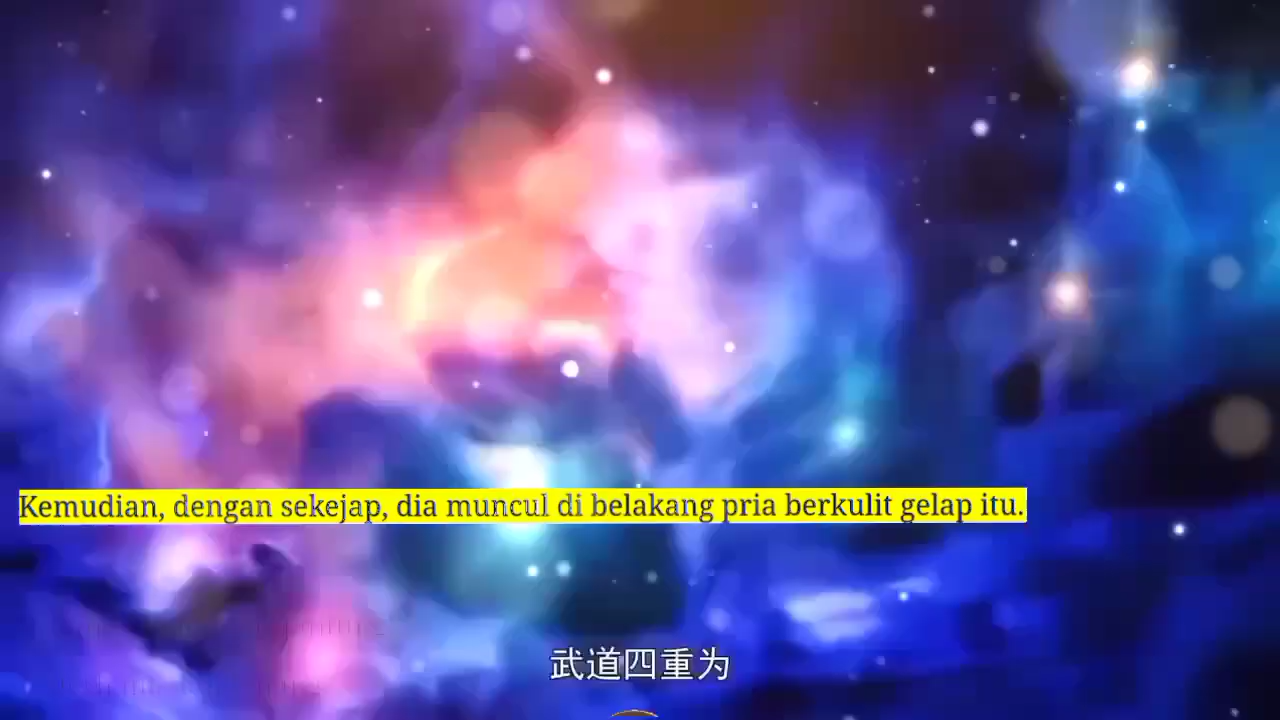 Kemudian, dengan sekejap, dia muncul di belakang pria berkulit gelap itu.
武道四重为